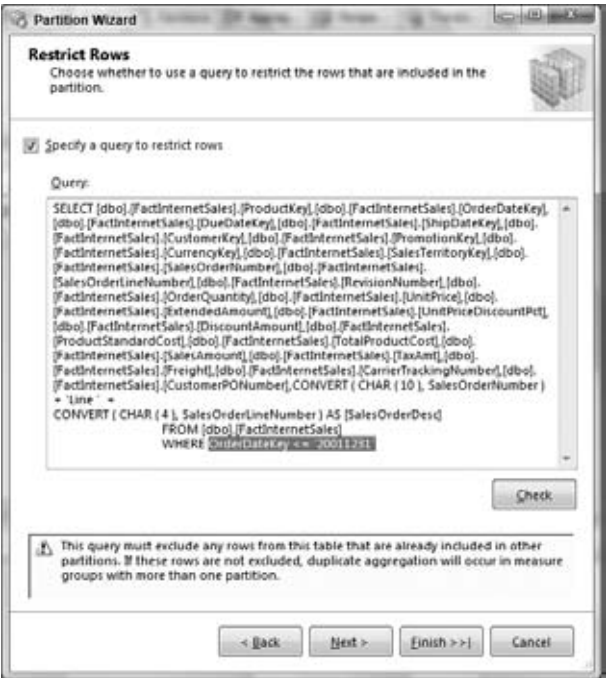 Partition Wizard
Restrict Rows
Choose whether to use a query to restrict the rows that are included in the
partition.
Specify a query to restrict rows
Query:
SELECT [dbo].[FactInternetSales].[ProductKey],[dbo].[FactInternetSales].[OrderDateKey],
[dbo].[FactInternetSales].[DueDateKey],[dbo].[FactInternetSales].[ShipDateKey],[dbo].
[FactInternetSales].[CustomerKey],[dbo].[FactInternetSales].[PromotionKey],[dbo].
[FactInternetSales].[CurrencyKey],[dbo].[FactInternetSales].[SalesTerritoryKey],[dbo].
[FactInternetSales].[SalesOrderNumber],[dbo].[FactInternetSales].
[SalesOrderLineNumber],[dbo].[FactInternetSales].[RevisionNumber],[dbo].
[FactInternetSales].[OrderQuantity],[dbo].[FactInternetSales].[UnitPrice],[dbo].
[FactInternetSales].[ExtendedAmount],[dbo].[FactInternetSales].[UnitPriceDiscountPct],
[dbo].[FactInternetSales].[DiscountAmount],[dbo].[FactInternetSales].
[ProductStandardCost],[dbo].[FactInternetSales].[TotalProductCost],[dbo].
[FactInternetSales].[SalesAmount],[dbo].[FactInternetSales].[TaxAmt],[dbo].
[FactInternetSales].[Freight],[dbo].[FactInternetSales].[CarrierTrackingNumber],[dbo].
[FactInternetSales].[CustomerPONumber],CONVERT ( CHAR ( 10 ), SalesOrderNumber )
+ 'Line ' +
CONVERT ( CHAR ( 4 ), SalesOrderLineNumber ) AS [SalesOrderDesc]
FROM [dbo].[FactInternetSales]
WHERE OrderDateKey <= '20011231'
Check
This query must exclude any rows from this table that are already included in other
partitions. If these rows are not excluded, duplicate aggregation will occur in measure
groups with more than one partition.
< Back
Next >
Finish >>|
Cancel